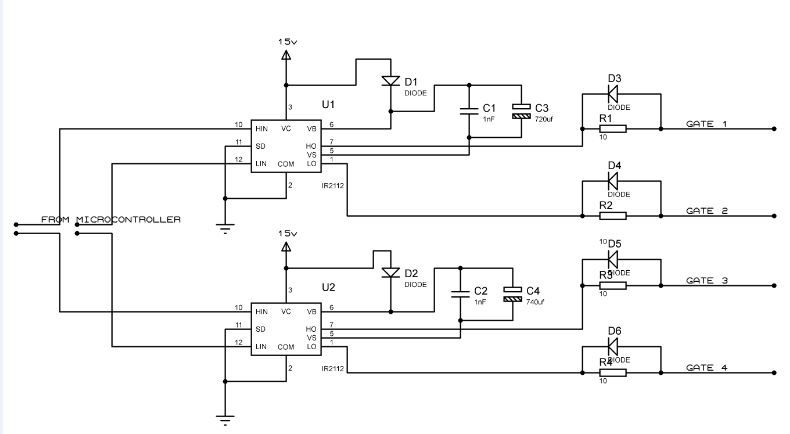 15v
D1
DIODE
3
U1
C1
1nF
C3
720uf
D3
DIODE
R1
10
GATE 1
10 HIN VC VB 6
11 SD HO 7
VS 5
12 LIN COM LO 1
2
IR2112
D4
DIODE
R2
10
GATE 2
FROM MICROCONTROLLER
15v
D2
DIODE
3
U2
C2
1nF
C4
740uf
D5
DIODE
R3
10
GATE 3
10 HIN VC VB 6
11 SD HO 7
VS 5
12 LIN COM LO 1
2
IR2112
D6
DIODE
R4
10
GATE 4